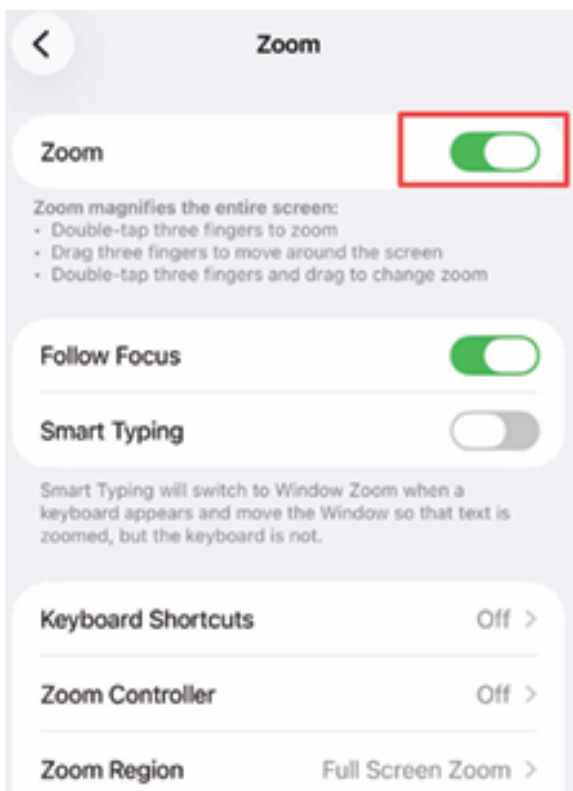 Zoom
Zoom
Zoom magnifies the entire screen:
• Double-tap three fingers to zoom
• Drag three fingers to move around the screen
• Double-tap three fingers and drag to change zoom
Follow Focus
Smart Typing
Smart Typing will switch to Window Zoom when a
keyboard appears and move the Window so that text is
zoomed, but the keyboard is not.
Keyboard Shortcuts Off
Zoom Controller Off
Zoom Region Full Screen Zoom